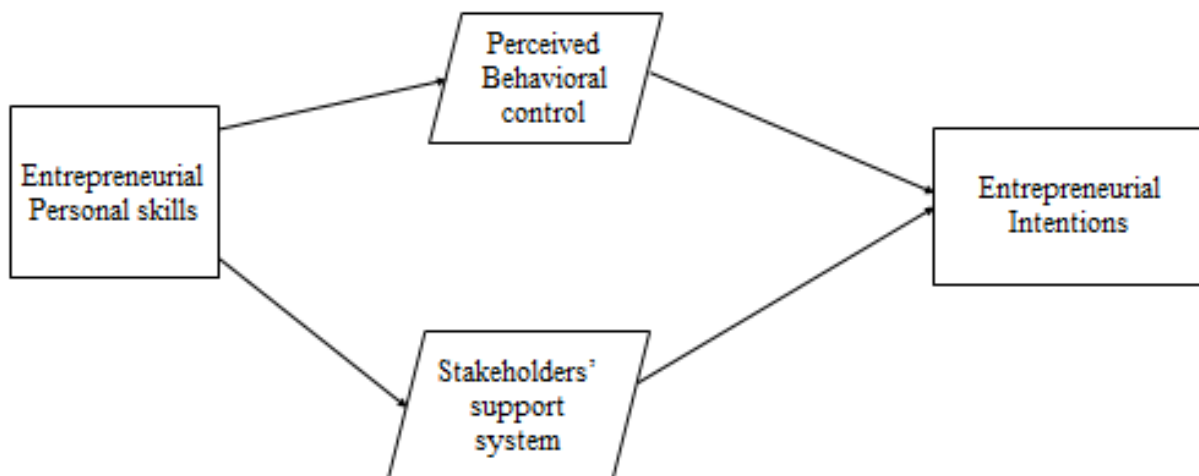 Perceived
Behavioral
control
Entrepreneurial
Personal skills
Entrepreneurial
Intentions
Stakeholders’
support
system